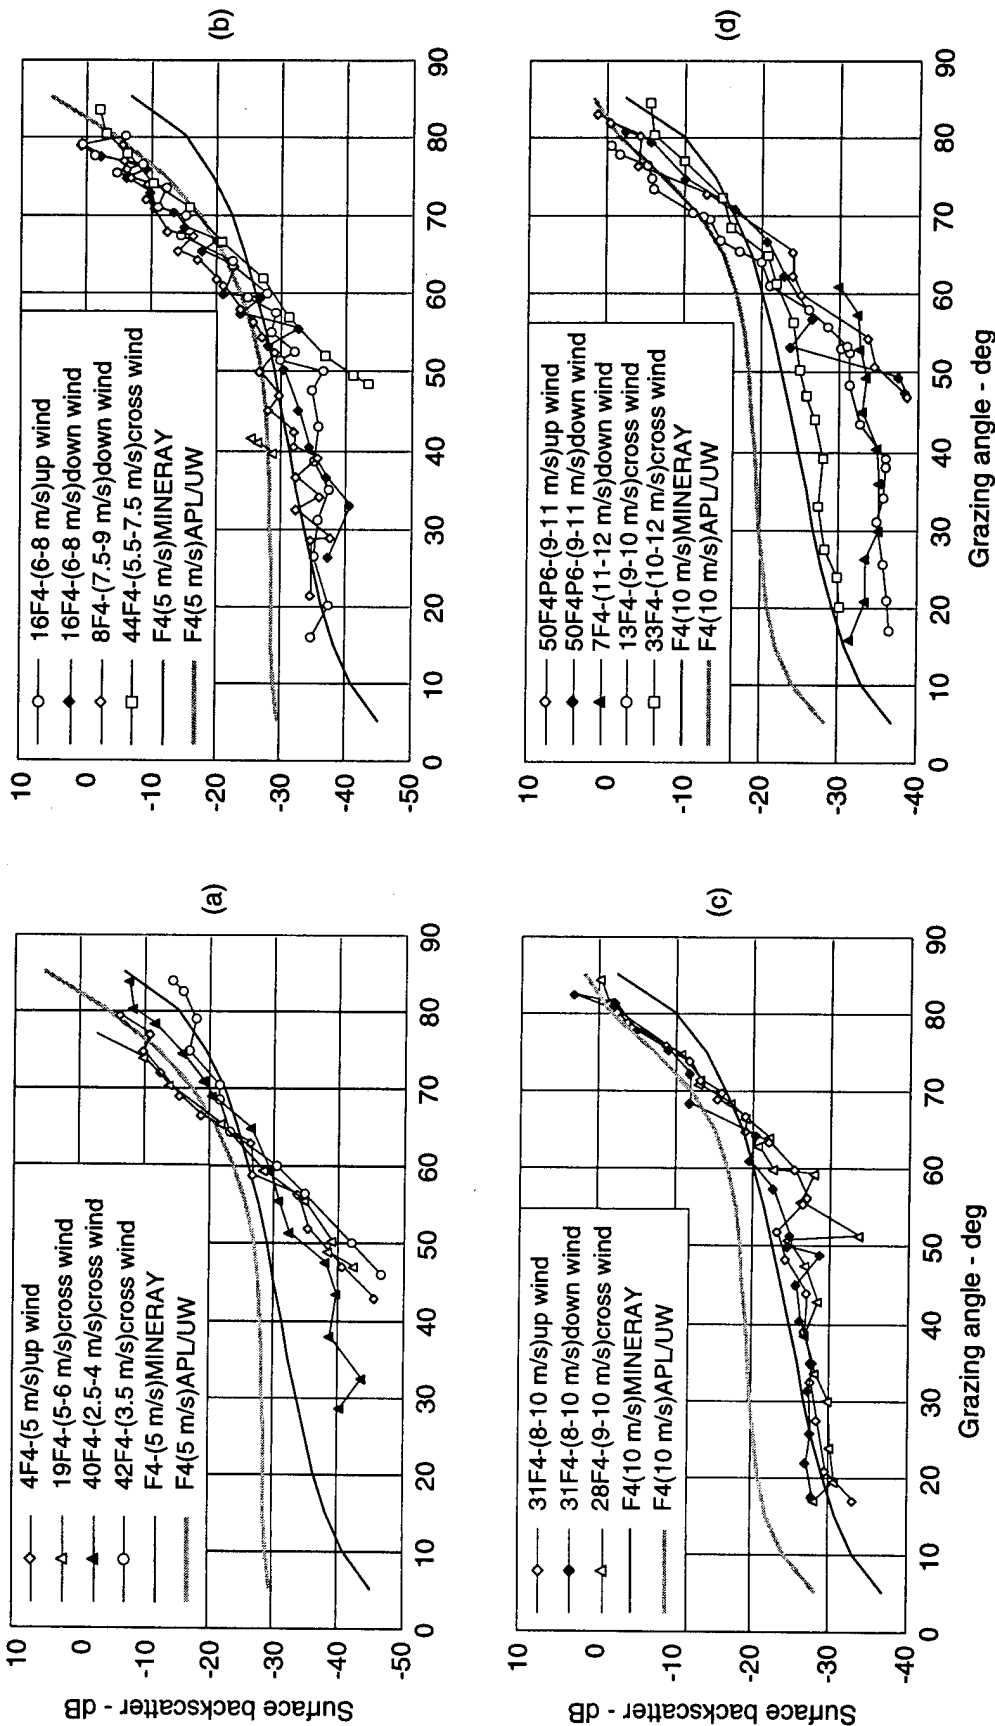 (a)
Surface backscatter - dB
10
0
-10
-20
-30
-40
-50
4F4-(5 m/s)up wind
19F4-(5-6 m/s)cross wind
40F4-(2.5-4 m/s)cross wind
42F4-(3.5 m/s)cross wind
F4-(5 m/s)MINERAY
F4(5 m/s)APL/UW
0 10 20 30 40 50 60 70 80 90
(b)
10
0
-10
-20
-30
-40
-50
16F4-(6-8 m/s)up wind
16F4-(6-8 m/s)down wind
8F4-(7.5-9 m/s)down wind
44F4-(5.5-7.5 m/s)cross wind
F4(5 m/s)MINERAY
F4(5 m/s)APL/UW
0 10 20 30 40 50 60 70 80 90
(c)
Surface backscatter - dB
10
0
-10
-20
-30
-40
31F4-(8-10 m/s)up wind
31F4-(8-10 m/s)down wind
28F4-(9-10 m/s)cross wind
F4(10 m/s)MINERAY
F4(10 m/s)APL/UW
0 10 20 30 40 50 60 70 80 90
Grazing angle - deg
(d)
10
0
-10
-20
-30
-40
50F4P6-(9-11 m/s)up wind
50F4P6-(9-11 m/s)down wind
7F4-(11-12 m/s)down wind
13F4-(9-10 m/s)cross wind
33F4-(10-12 m/s)cross wind
F4(10 m/s)MINERAY
F4(10 m/s)APL/UW
0 10 20 30 40 50 60 70 80 90
Grazing angle - deg